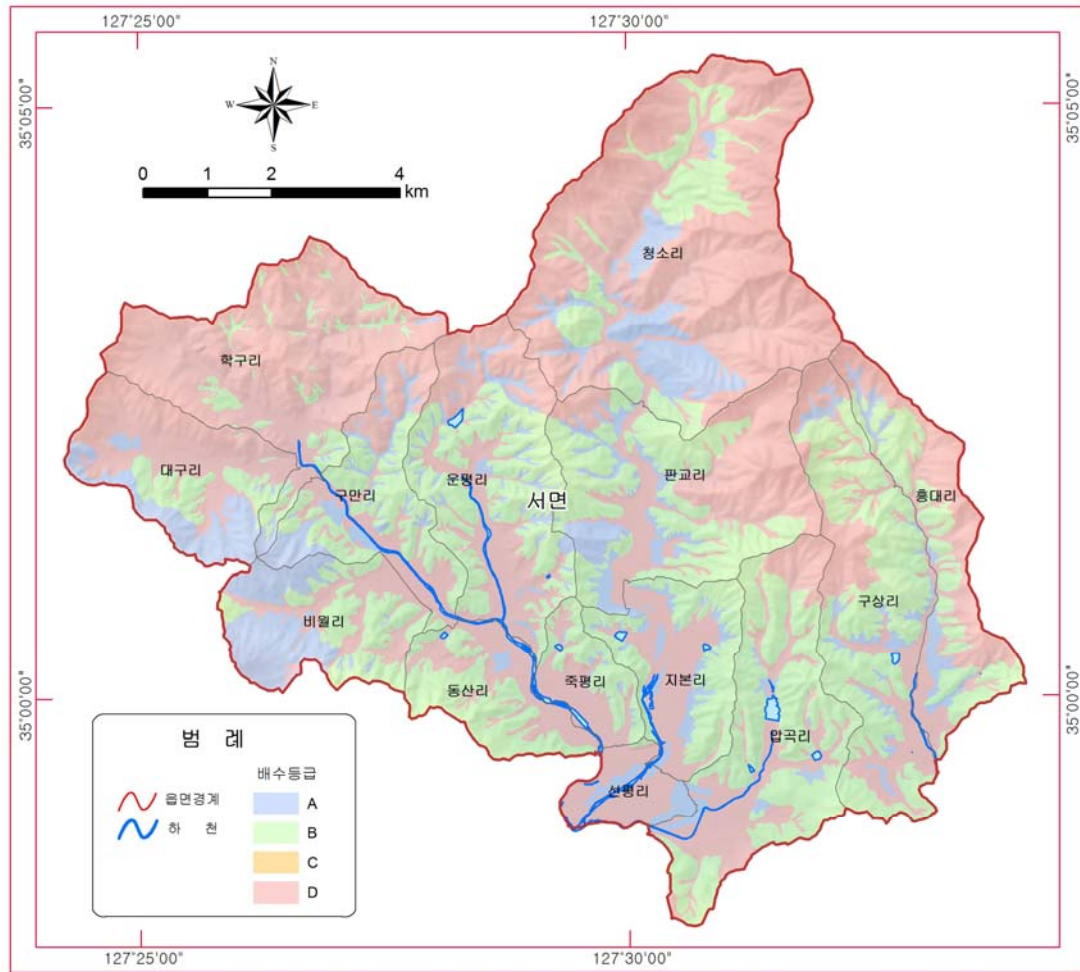 127°25'00"
127°30'00"
35°05'00"
35°05'00"
N
W
E
S
0 1 2 4
km
청소리
학구리
대구리
구만리
운평리
서면
판교리
흥대리
구상리
비월리
동산리
죽평리
지본리
압곡리
선평리
35°00'00"
35°00'00"
범 례
배수등급
읍면경계
하 천
A
B
C
D
127°25'00"
127°30'00"